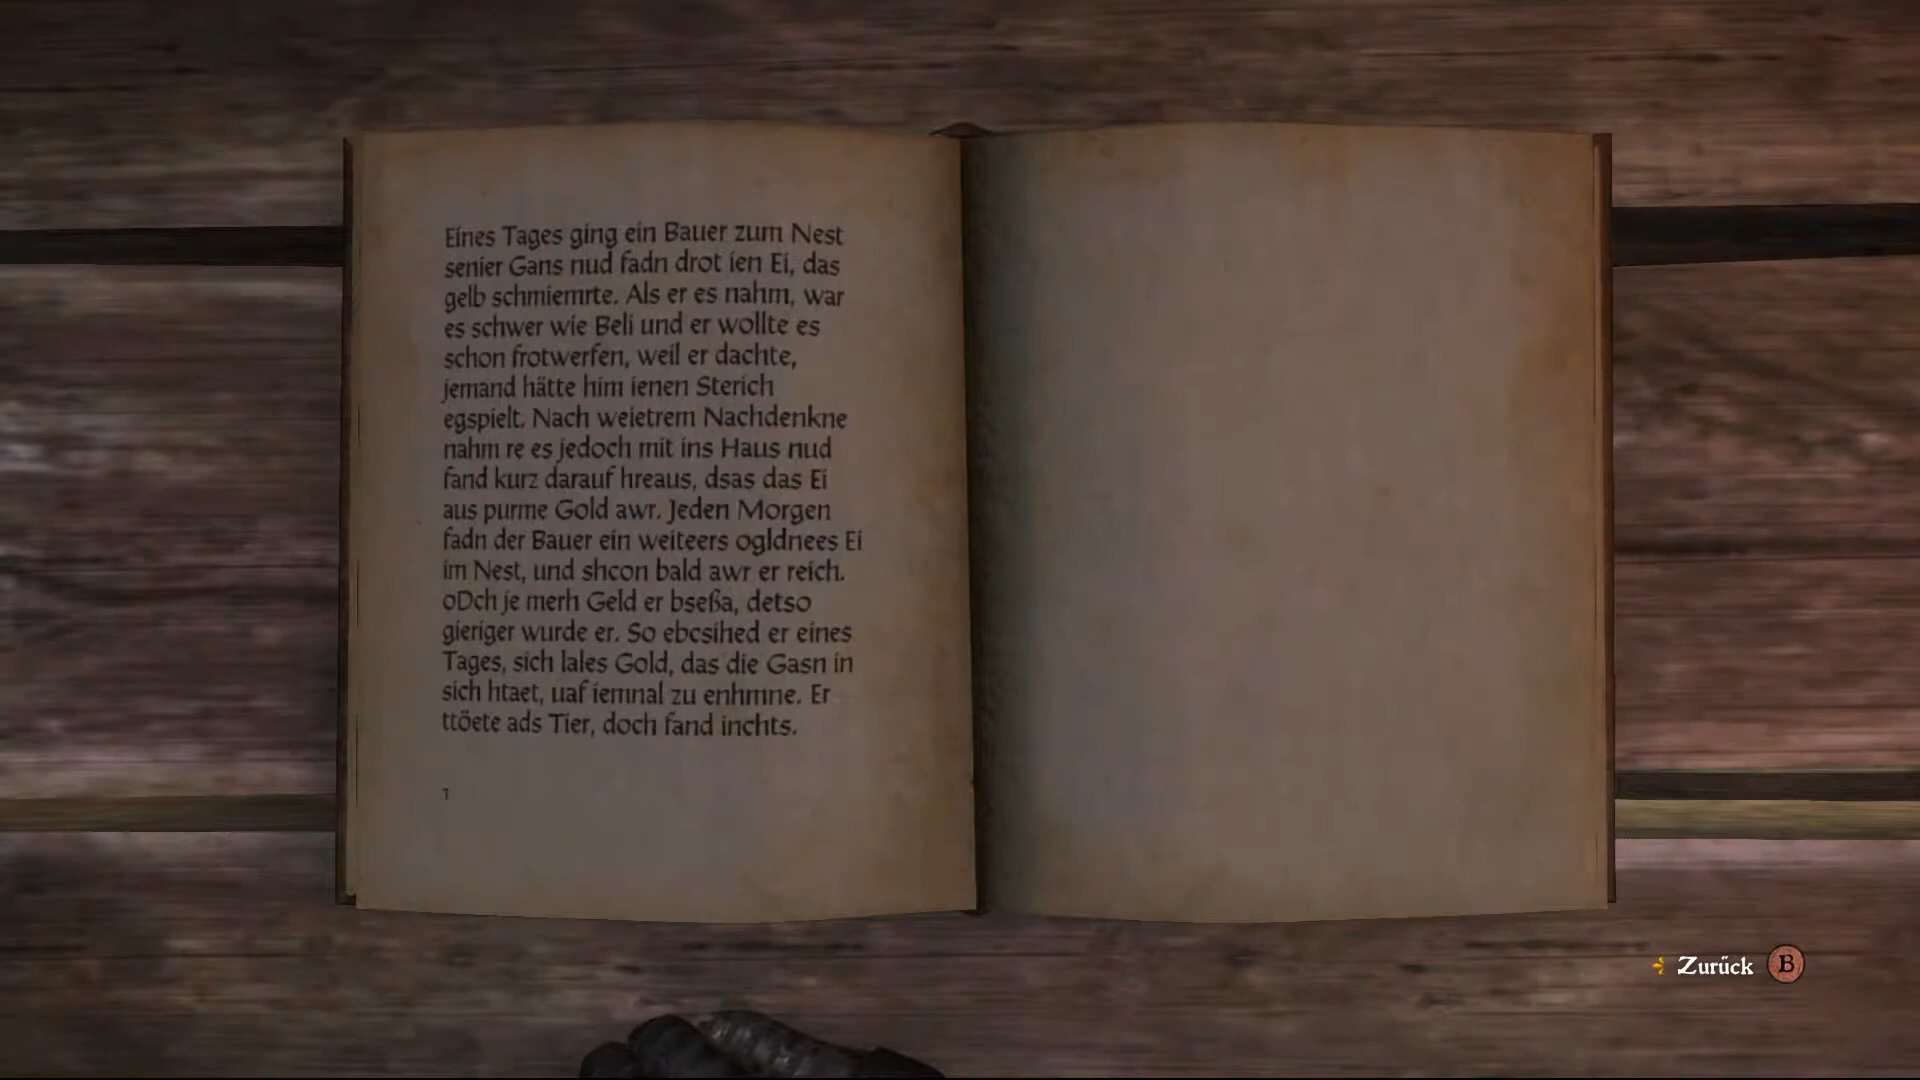 Eines Tages ging ein Bauer zum Nest
senier Gans nud fadn drot ien Ei, das
gelb schmiemrte. Als er es nahm, war
es schwer wie Beli und er wollte es
schon frotwerfen, weil er dachte,
jemand hätte him ienen Sterich
egspielt. Nach weietrem Nachdenkne
nahm re es jedoch mit ins Haus nud
fand kurz darauf hreaus, dsas das Ei
aus purme Gold awr. Jeden Morgen
fadn der Bauer ein weiteers ogldnees Ei
im Nest, und shcon bald awr er reich.
oDch je merh Geld er bseßa, detso
gieriger wurde er. So ebcsihed er eines
Tages, sich lales Gold, das die Gasn in
sich htaet, uaf iemnal zu enhmne. Er
ttöete ads Tier, doch fand inchts.
1
Zurück B